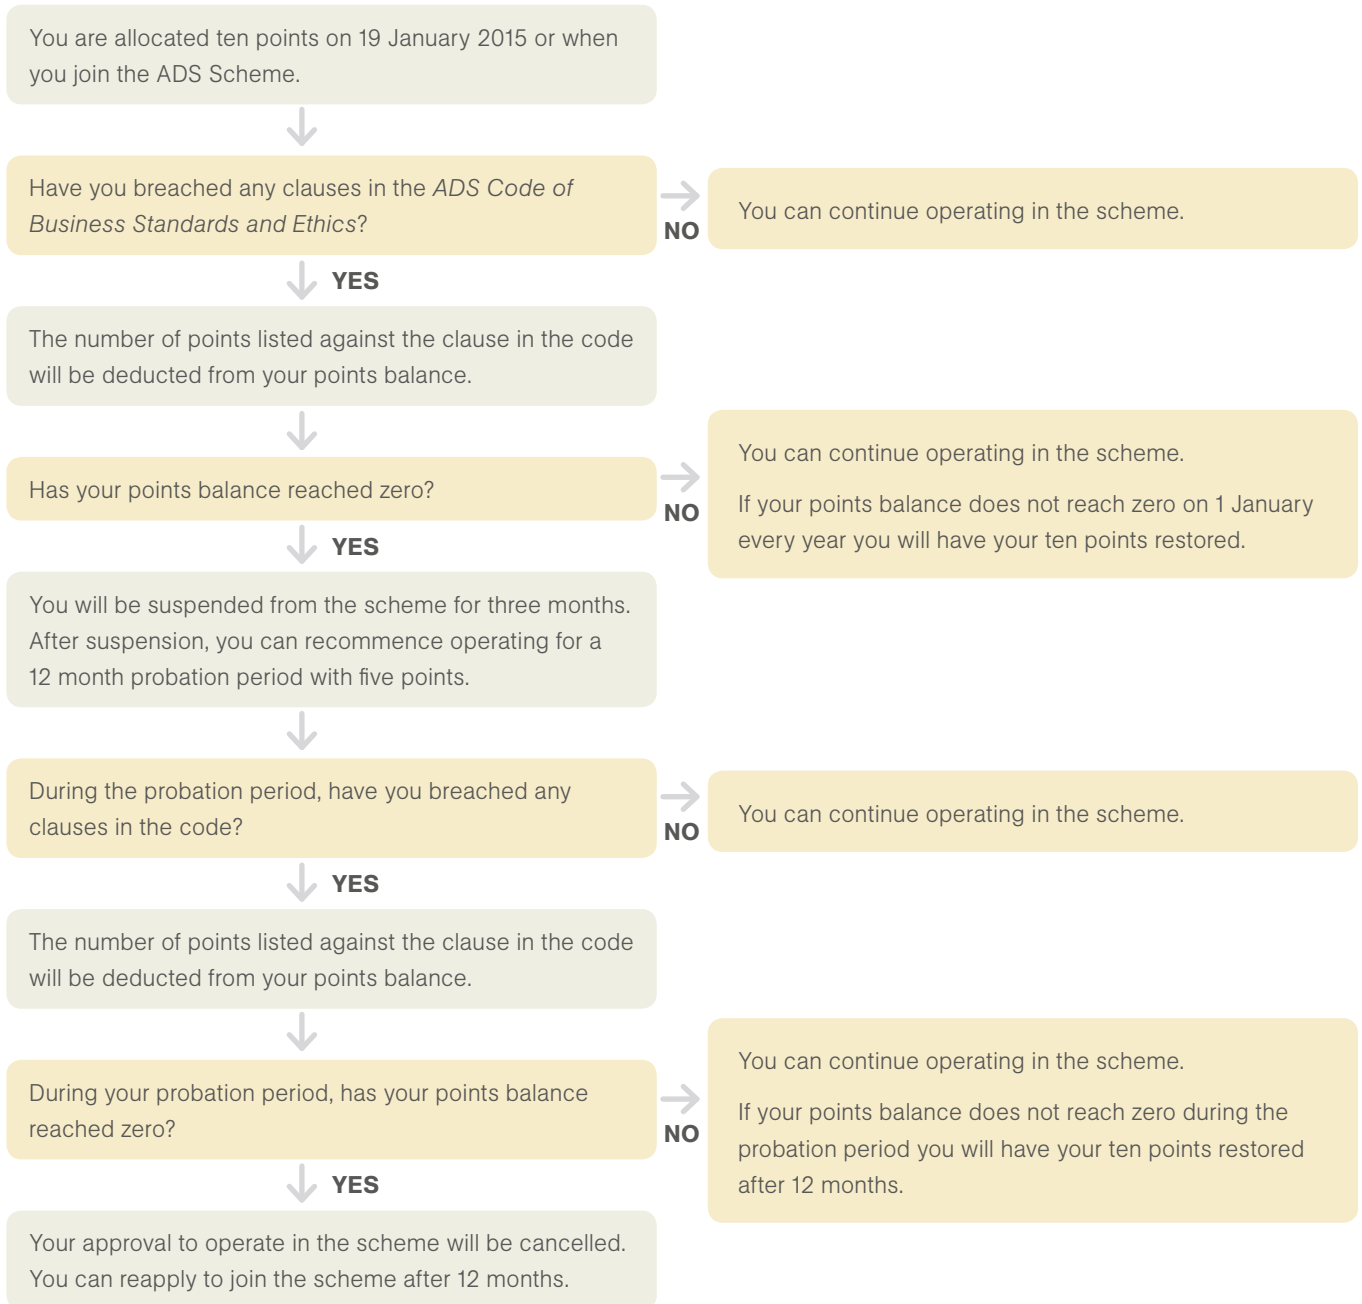 You are allocated ten points on 19 January 2015 or when
you join the ADS Scheme.
Have you breached any clauses in the ADS Code of
Business Standards and Ethics?
NO
You can continue operating in the scheme.
YES
The number of points listed against the clause in the code
will be deducted from your points balance.
Has your points balance reached zero?
NO
You can continue operating in the scheme.
If your points balance does not reach zero on 1 January
every year you will have your ten points restored.
YES
You will be suspended from the scheme for three months.
After suspension, you can recommence operating for a
12 month probation period with five points.
During the probation period, have you breached any
clauses in the code?
NO
You can continue operating in the scheme.
YES
The number of points listed against the clause in the code
will be deducted from your points balance.
During your probation period, has your points balance
reached zero?
NO
You can continue operating in the scheme.
If your points balance does not reach zero during the
probation period you will have your ten points restored
after 12 months.
YES
Your approval to operate in the scheme will be cancelled.
You can reapply to join the scheme after 12 months.